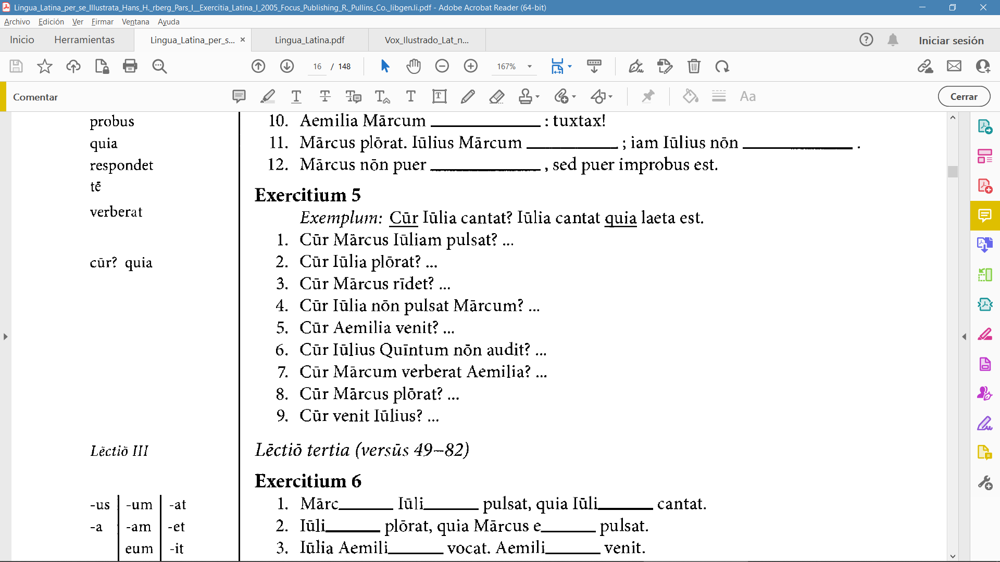 Lingua_Latina_per_se_Illustrata_Hans_H._rberg_Pars_I__Exercitia_Latina_I_2005_Focus_Publishing_R._Pullins_Co._libgen.li.pdf - Adobe Acrobat Reader (64-bit)
Archivo Edición Ver Firmar Ventana Ayuda
Inicio Herramientas Lingua_Latina_per_s... × Lingua_Latina.pdf Vox_Ilustrado_Lat_n... Iniciar sesión
16 / 148 167%
Comentar Aa Cerrar
probus
quia
respondet
tē
verberat
cūr? quia
10. Aemilia Mārcum ____________ : tuxtax!
11. Mārcus plōrat. Iūlius Mārcum __________ ; iam Iūlius nōn ____________ .
12. Mārcus nōn puer ____________ , sed puer improbus est.
Exercitium 5
Exemplum: Cūr Iūlia cantat? Iūlia cantat quia laeta est.
1. Cūr Mārcus Iūliam pulsat? ...
2. Cūr Iūlia plōrat? ...
3. Cūr Mārcus rīdet? ...
4. Cūr Iūlia nōn pulsat Mārcum? ...
5. Cūr Aemilia venit? ...
6. Cūr Iūlius Quīntum nōn audit? ...
7. Cūr Mārcum verberat Aemilia? ...
8. Cūr Mārcus plōrat? ...
9. Cūr venit Iūlius? ...
Lēctiō III
Lēctiō tertia (versūs 49–82)
Exercitium 6
-us -um -at
-a -am -et
eum -it
1. Mārc______ Iūli______ pulsat, quia Iūli______ cantat.
2. Iūli______ plōrat, quia Mārcus e______ pulsat.
3. Iūlia Aemili______ vocat. Aemili______ venit.